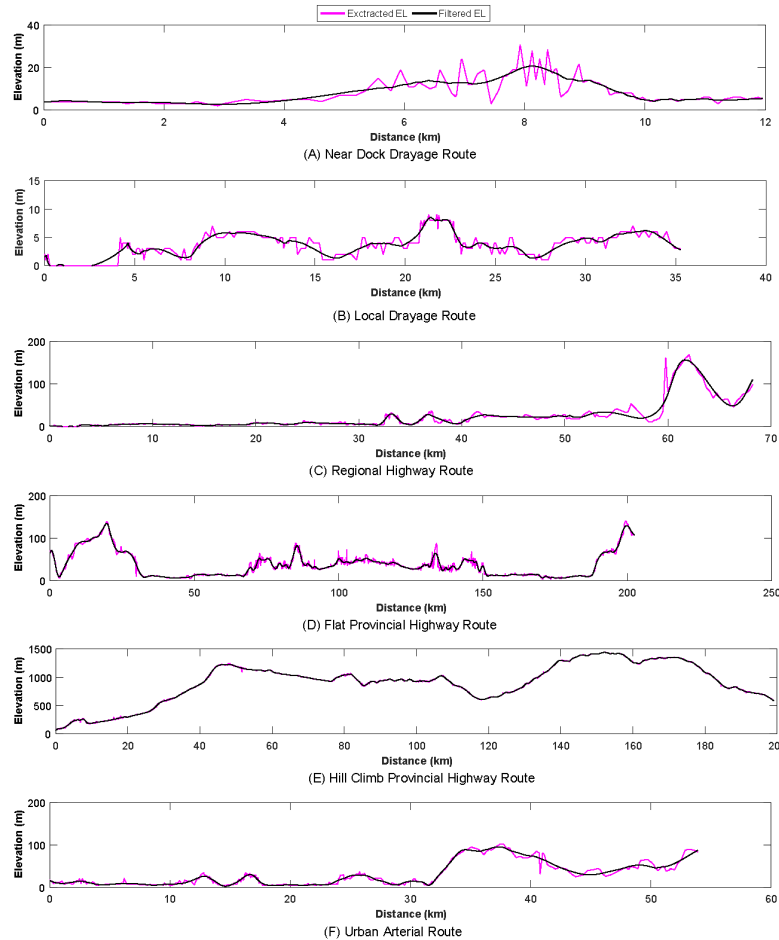 Exctracted EL Filtered EL
Elevation (m)
40
20
0
0 2 4 6 8 10 12
Distance (km)
(A) Near Dock Drayage Route
Elevation (m)
15
10
5
0
0 5 10 15 20 25 30 35 40
Distance (km)
(B) Local Drayage Route
Elevation (m)
200
100
0
0 10 20 30 40 50 60 70
Distance (km)
(C) Regional Highway Route
Elevation (m)
200
100
0
0 50 100 150 200 250
Distance (km)
(D) Flat Provincial Highway Route
Elevation (m)
1500
1000
500
0
0 20 40 60 80 100 120 140 160 180 200
Distance (km)
(E) Hill Climb Provincial Highway Route
Elevation (m)
200
100
0
0 10 20 30 40 50 60
Distance (km)
(F) Urban Arterial Route